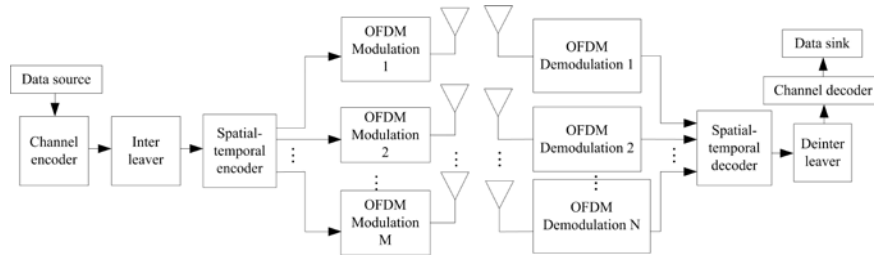 Data source
Channel
encoder
Inter
leaver
Spatial-
temporal
encoder
OFDM
Modulation
1
OFDM
Modulation
2
OFDM
Modulation
M
OFDM
Demodulation 1
OFDM
Demodulation 2
OFDM
Demodulation N
Spatial-
temporal
decoder
Deinter
leaver
Channel decoder
Data sink